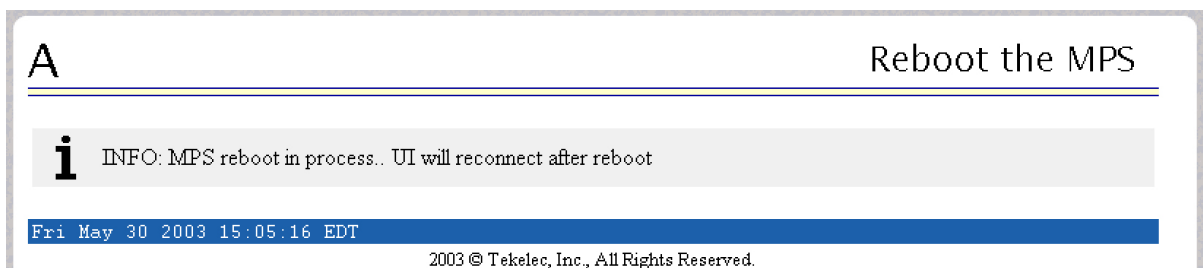 A
Reboot the MPS
i
INFO: MPS reboot in process.. UI will reconnect after reboot
Fri May 30 2003 15:05:16 EDT
2003 © Tekelec, Inc., All Rights Reserved.